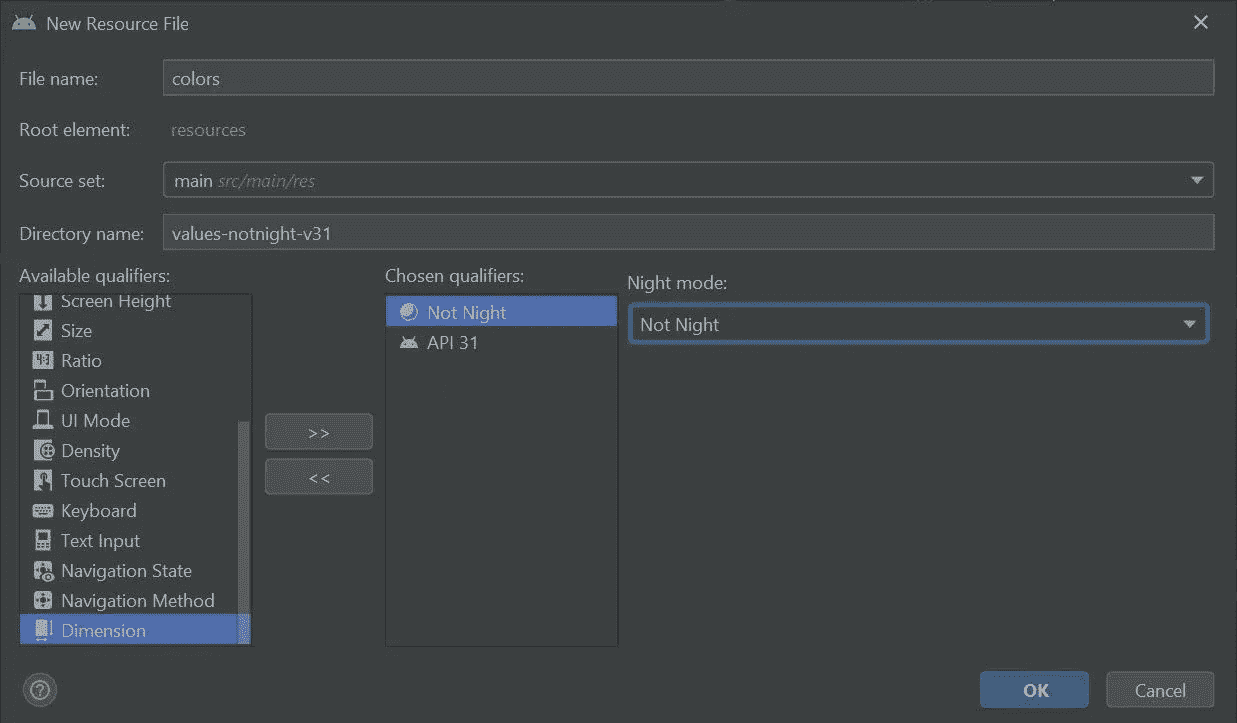 New Resource File
File name: colors
Root element: resources
Source set: main src/main/res
Directory name: values-notnight-v31
Available qualifiers:
Screen Height
Size
Ratio
Orientation
UI Mode
Density
Touch Screen
Keyboard
Text Input
Navigation State
Navigation Method
Dimension
>>
<<
Chosen qualifiers:
Not Night
API 31
Night mode:
Not Night
?
OK
Cancel